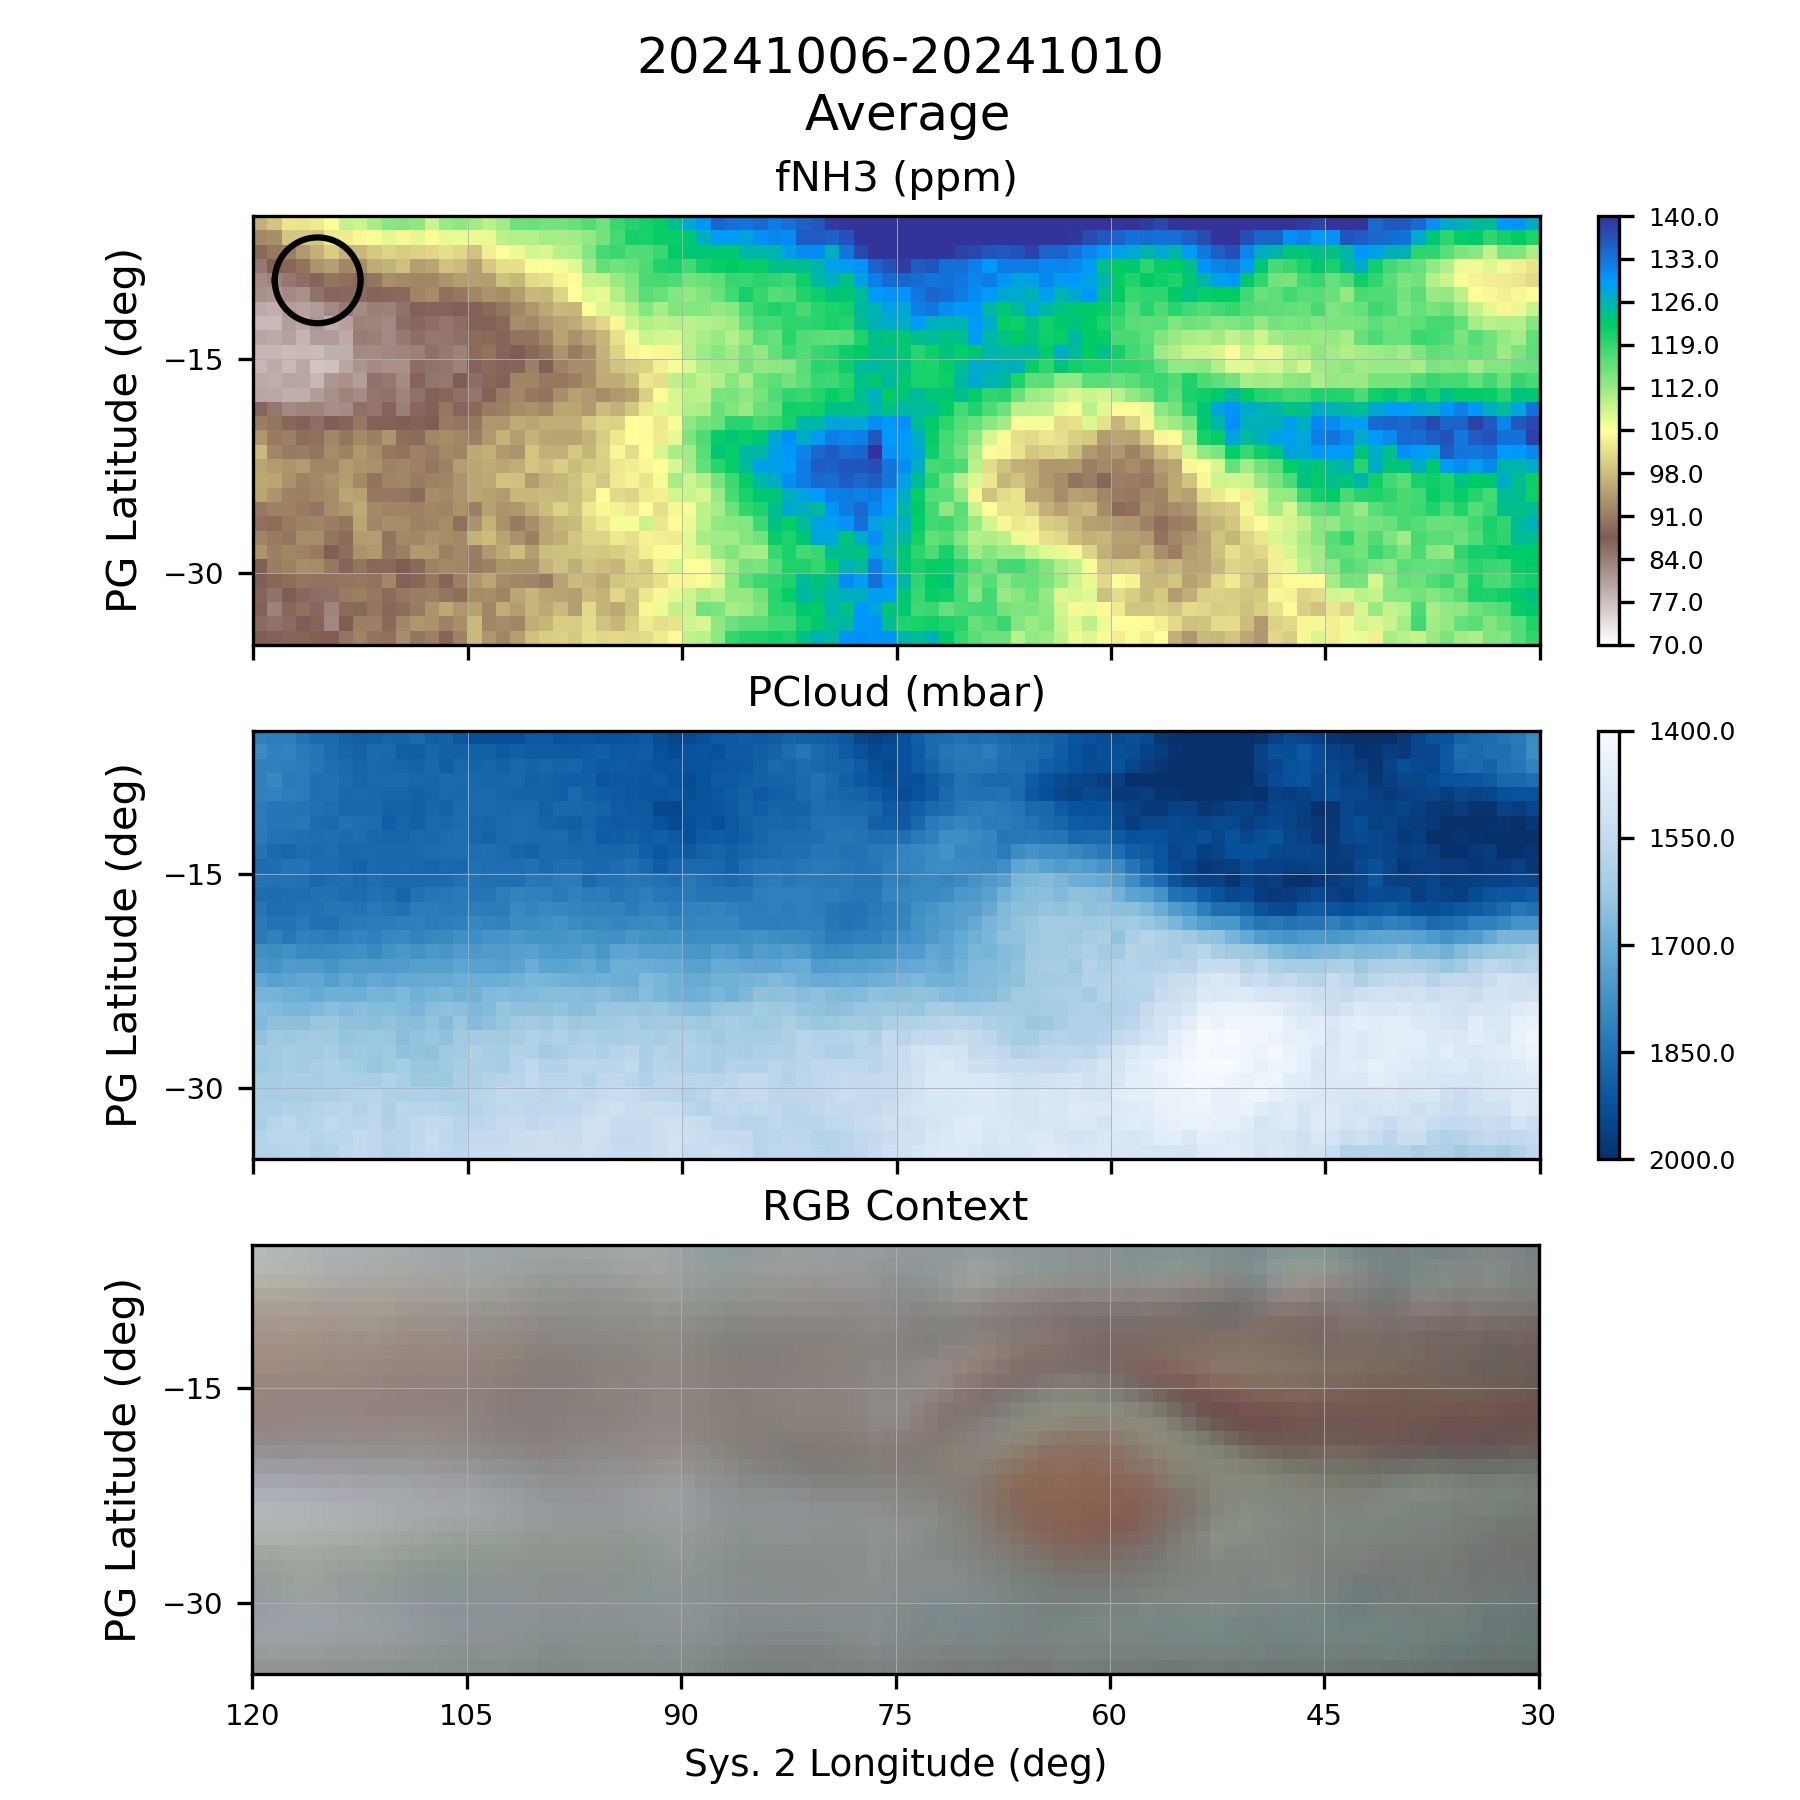 20241006-20241010
Average
fNH3 (ppm)
PG Latitude (deg)
−15
−30
140.0
133.0
126.0
119.0
112.0
105.0
98.0
91.0
84.0
77.0
70.0
PCloud (mbar)
PG Latitude (deg)
−15
−30
1400.0
1550.0
1700.0
1850.0
2000.0
RGB Context
PG Latitude (deg)
−15
−30
120 105 90 75 60 45 30
Sys. 2 Longitude (deg)